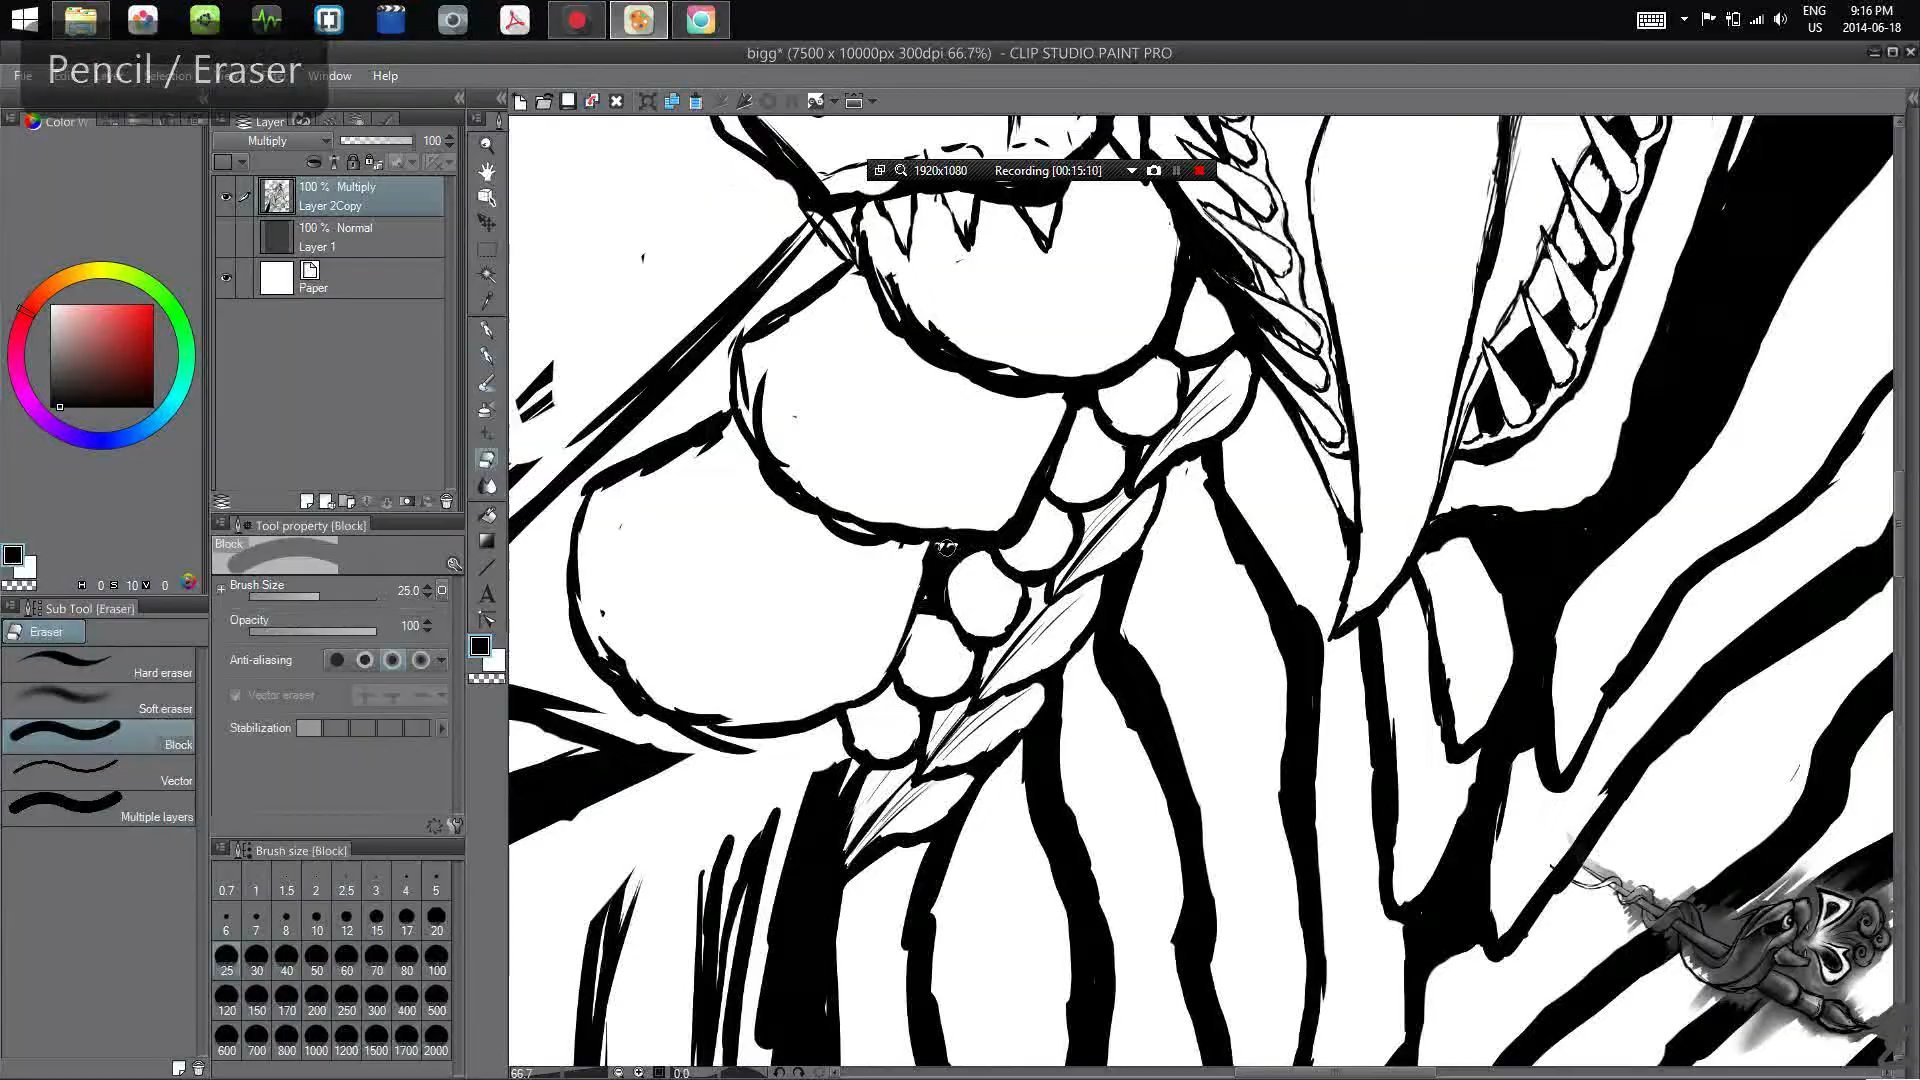 9:16 PM
ENG
US
2014-06-18
bigg* (7500 x 10000px 300dpi 66.7%) - CLIP STUDIO PAINT PRO
Pencil / Eraser
File
Selection
Window
Help
Color W
Layer
Multiply
100
100 % Multiply
Layer 2Copy
100 % Normal
Layer 1
Paper
1920x1080
Recording [00:15:10]
Tool property [Block]
Block
Brush Size
25.0
Opacity
100
Anti-aliasing
Vector eraser
Stabilization
H 0 S 10 V 0
Sub Tool [Eraser]
Eraser
Hard eraser
Soft eraser
Block
Vector
Multiple layers
Brush size [Block]
0.7 1 1.5 2 2.5 3 4 5
6 7 8 10 12 15 17 20
25 30 40 50 60 70 80 100
120 150 170 200 250 300 400 500
600 700 800 1000 1200 1500 1700 2000
66.7
0.0